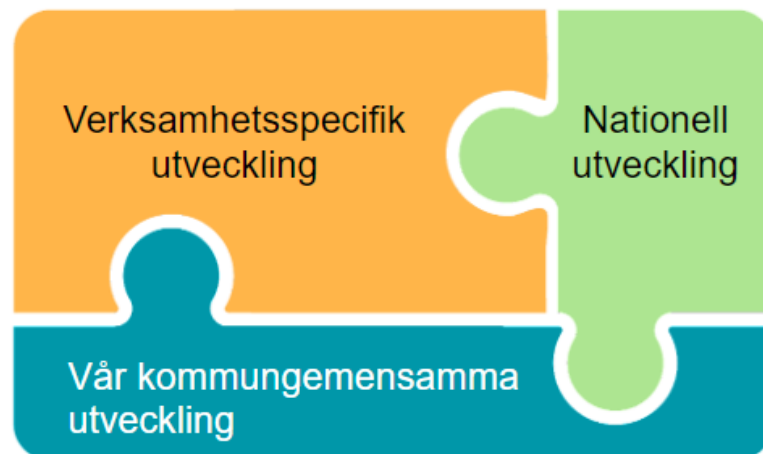 Verksamhetsspecifik
utveckling
Nationell
utveckling
Vår kommungemensamma
utveckling